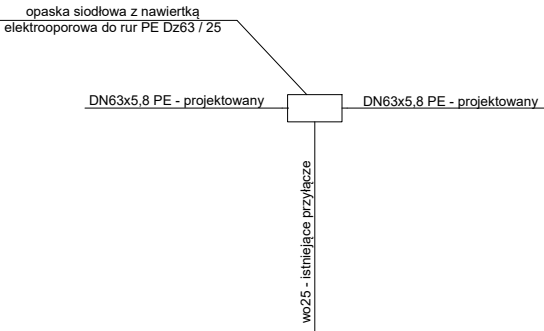 opaska siodłowa z nawiertką
elektrooporowa do rur PE Dz63 / 25
DN63x5,8 PE - projektowany
DN63x5,8 PE - projektowany
wo25 - istniejące przyłącze